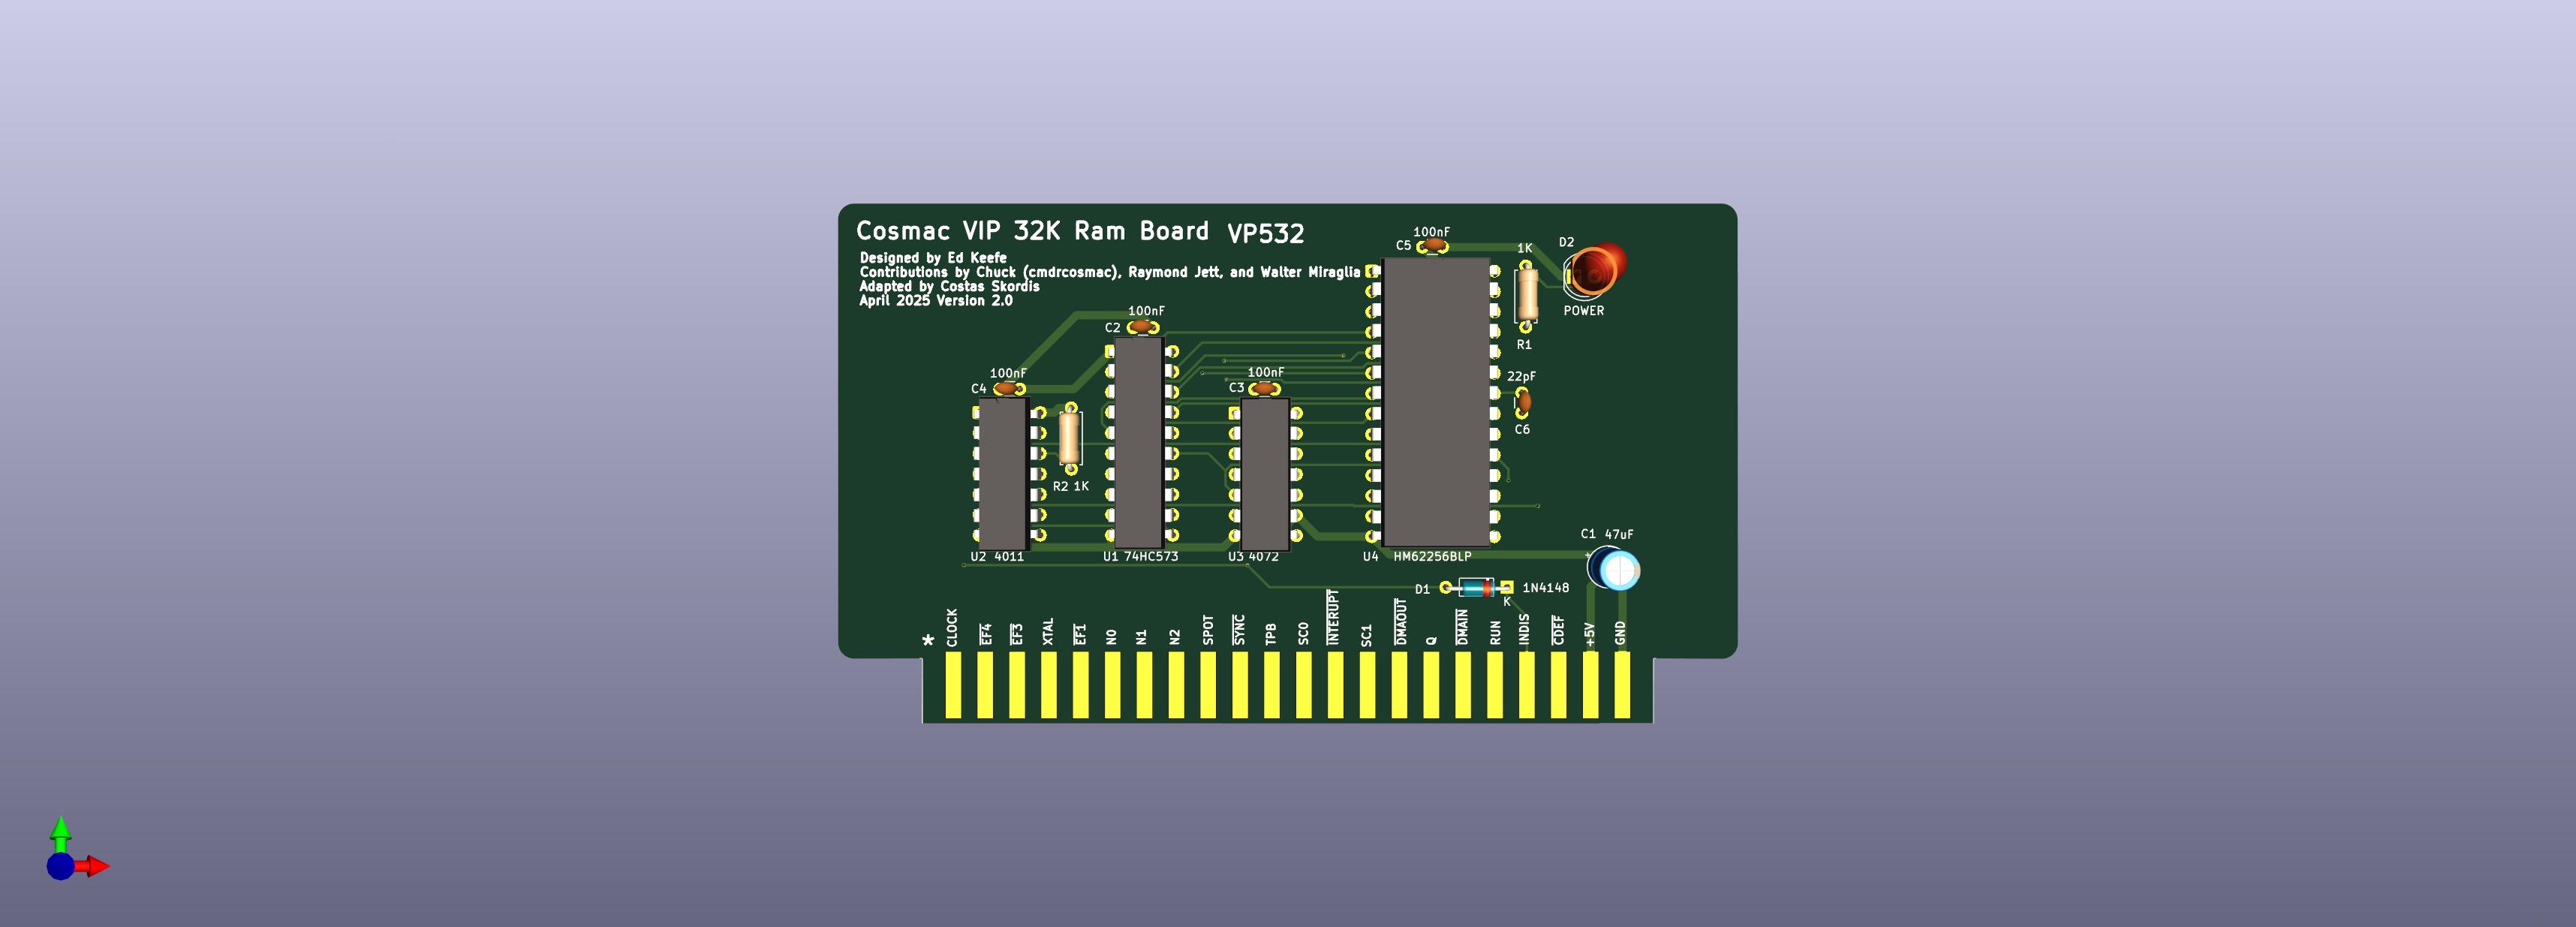 Cosmac VIP 32K Ram Board VP532
Designed by Ed Keefe
Contributions by Chuck (cmdrcosmac), Raymond Jett, and Walter Miraglia
Adapted by Costas Skordis
April 2025 Version 2.0
100nF
C5
1K
D2
POWER
R1
100nF
C2
100nF
C4
100nF
C3
22pF
C6
R2 1K
C1 47uF
+
U2 4011
U1 74HC573
U3 4072
U4 HM62256BLP
D1
1N4148
K
*
CLOCK
EF4
EF3
XTAL
EF1
N0
N1
N2
SPOT
SYNC
TPB
SC0
INTERUPT
SC1
DMAOUT
Q
DMAIN
RUN
INDIS
CDEF
+5V
GND